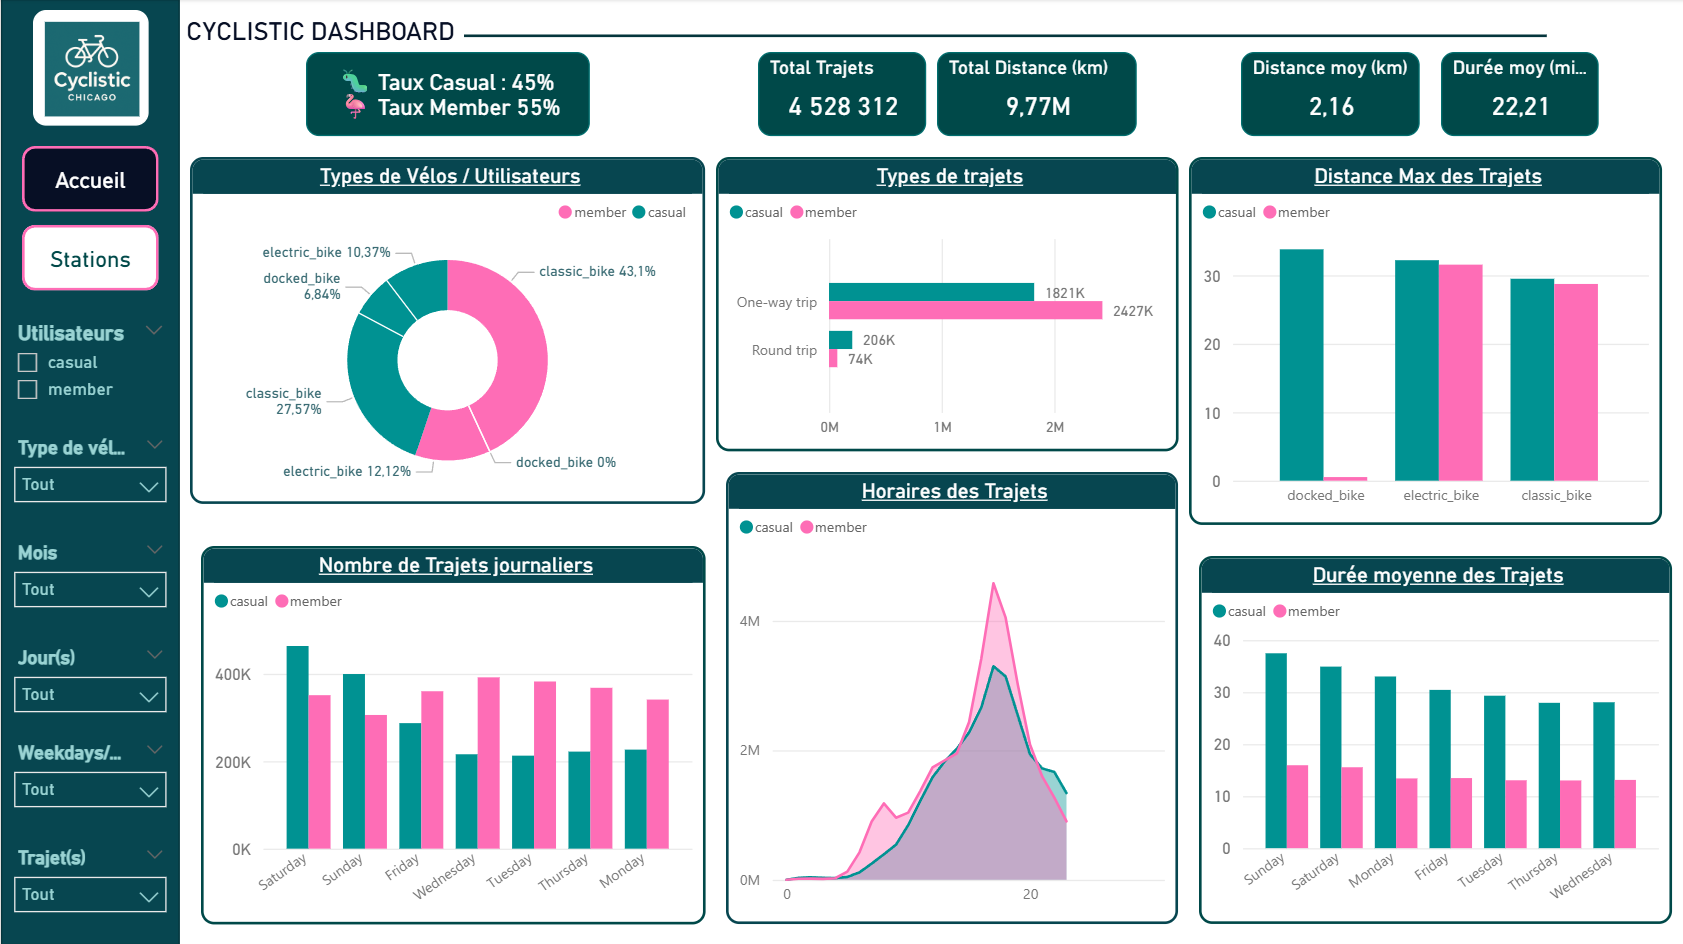 Cyclistic
CHICAGO
Accueil
Stations
Utilisateurs
casual
member
Type de vél...
Tout
Mois
Tout
Jour(s)
Tout
Weekdays/...
Tout
Trajet(s)
Tout
CYCLISTIC DASHBOARD
Taux Casual : 45%
Taux Member 55%
Total Trajets
4 528 312
Total Distance (km)
9,77M
Distance moy (km)
2,16
Durée moy (mi...
22,21
Types de Vélos / Utilisateurs
member casual
electric_bike 10,37%
docked_bike
6,84%
classic_bike 43,1%
classic_bike
27,57%
electric_bike 12,12%
docked_bike 0%
Types de trajets
casual member
One-way trip
1821K
2427K
Round trip
206K
74K
0M 1M 2M
Distance Max des Trajets
casual member
30
20
10
0
docked_bike electric_bike classic_bike
Nombre de Trajets journaliers
casual member
400K
200K
0K
Saturday Sunday Friday Wednesday Tuesday Thursday Monday
Horaires des Trajets
casual member
4M
2M
0M
0 20
Durée moyenne des Trajets
casual member
40
30
20
10
0
Sunday Saturday Monday Friday Tuesday Thursday Wednesday